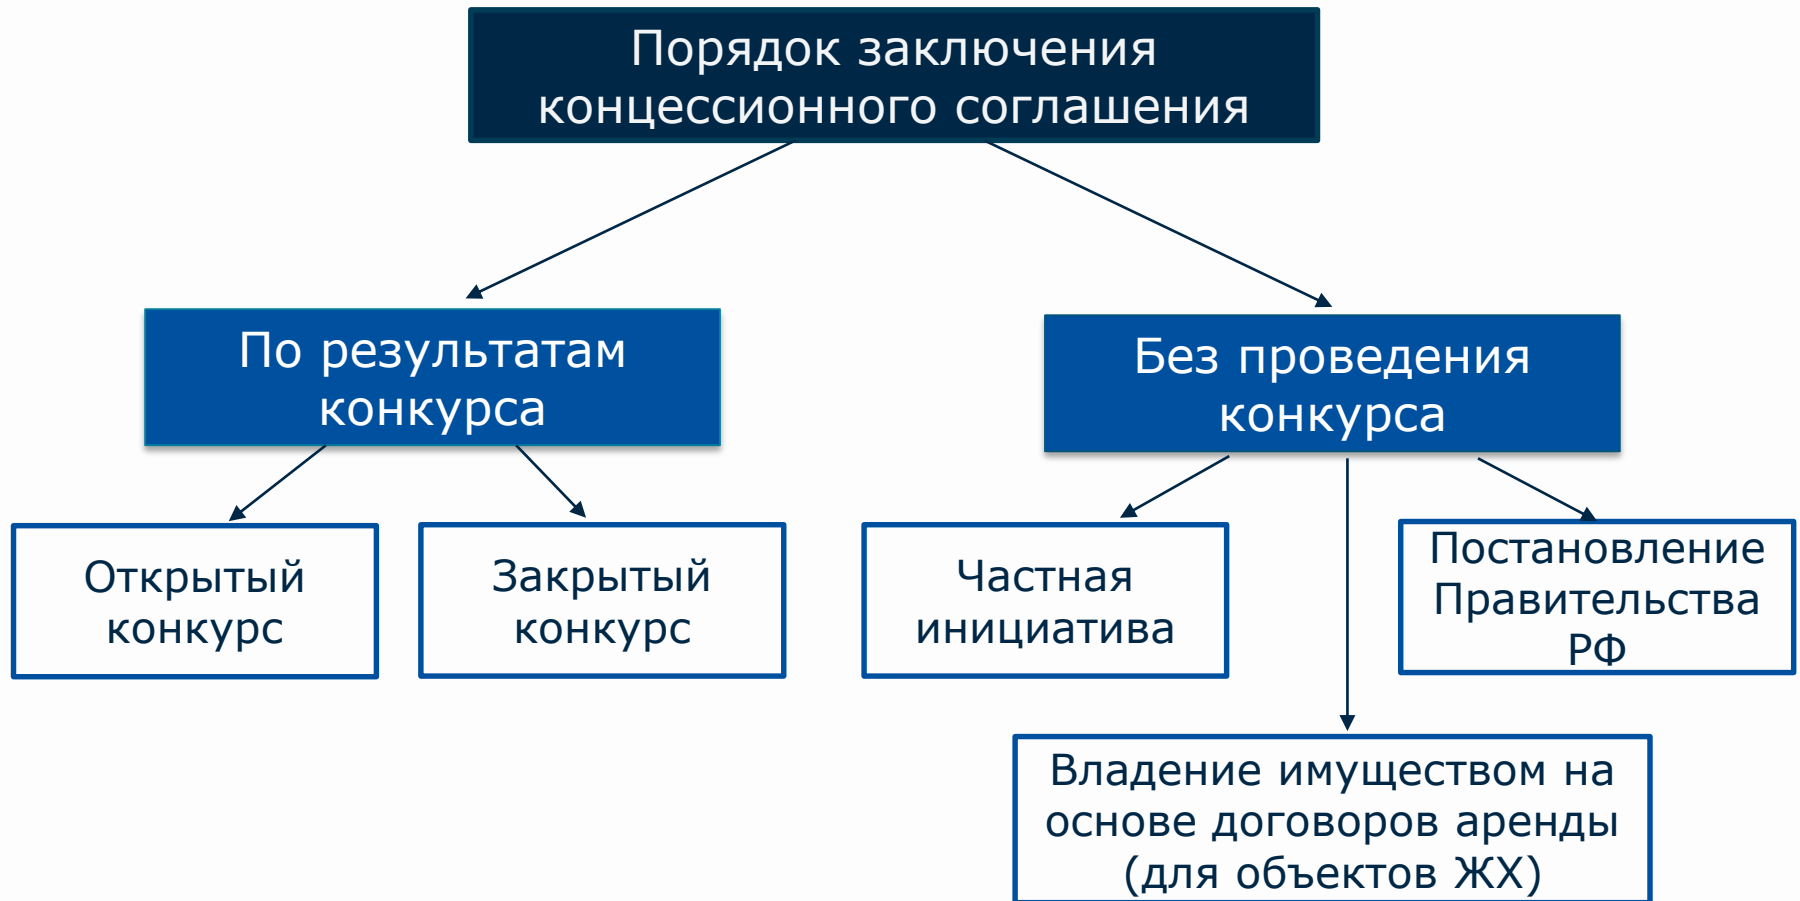 Порядок заключения
концессионного соглашения
По результатам
конкурса
Без проведения
конкурса
Открытый
конкурс
Закрытый
конкурс
Частная
инициатива
Постановление
Правительства
РФ
Владение имуществом на
основе договоров аренды
(для объектов ЖХ)